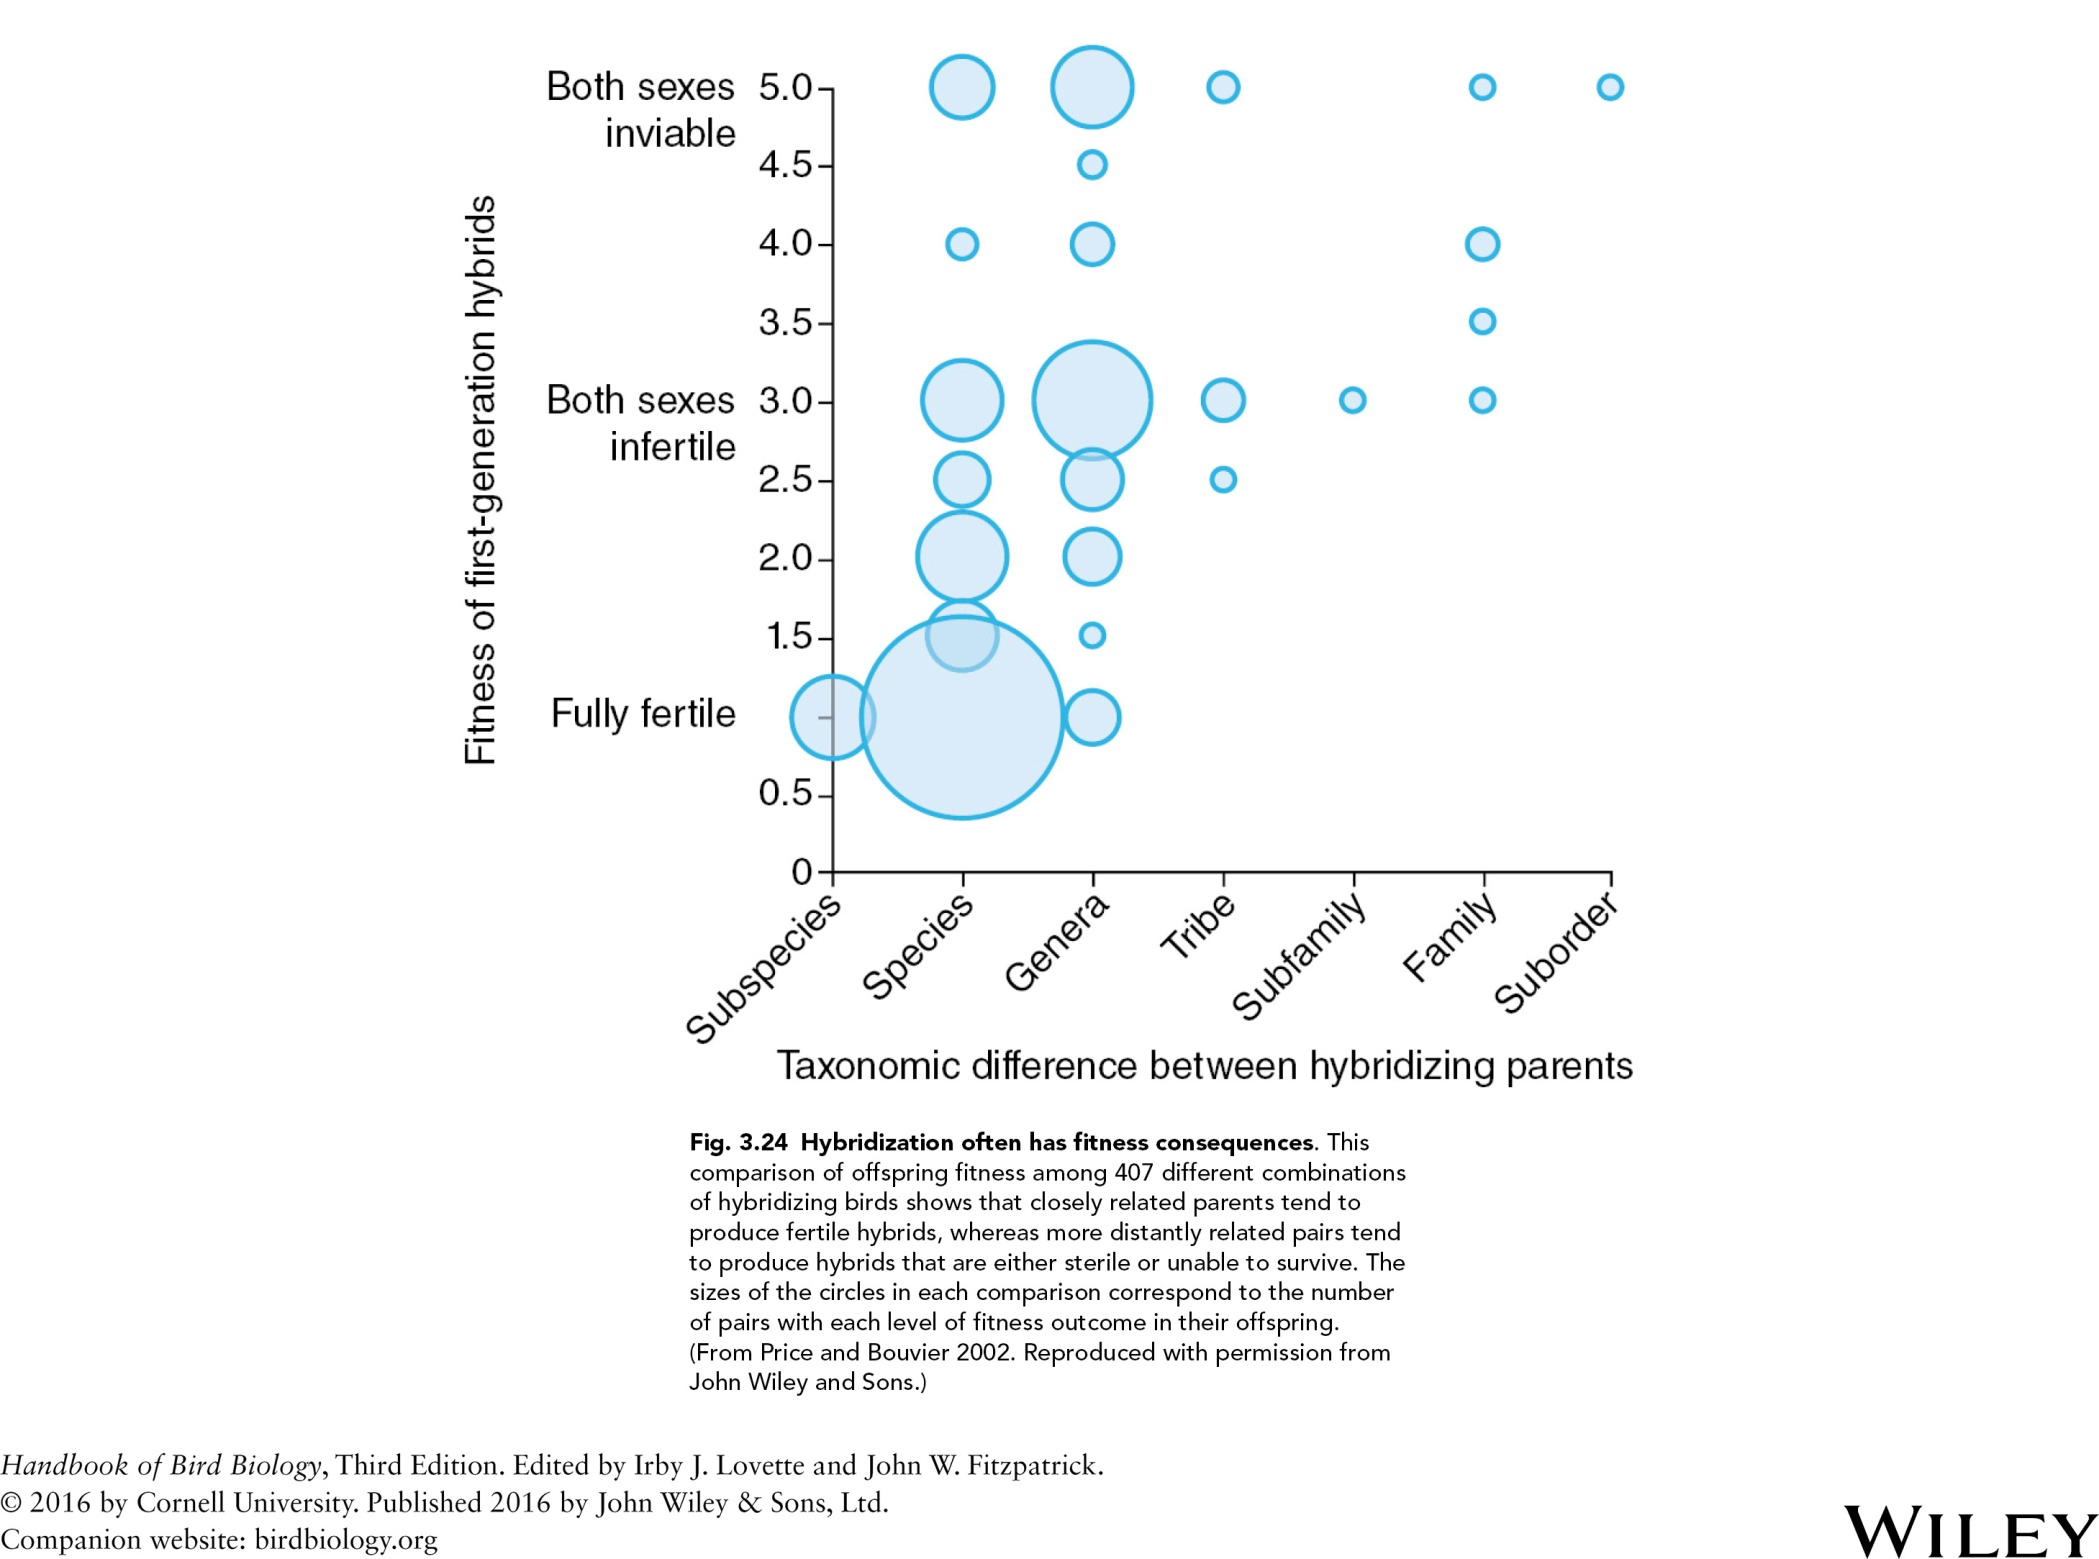 Both sexes
inviable
Both sexes
infertile
Fully fertile
Fitness of first-generation hybrids
5.0
4.5
4.0
3.5
3.0
2.5
2.0
1.5
0.5
0
Subspecies
Species
Genera
Tribe
Subfamily
Family
Suborder
Taxonomic difference between hybridizing parents
Fig. 3.24 Hybridization often has fitness consequences. This
comparison of offspring fitness among 407 different combinations
of hybridizing birds shows that closely related parents tend to
produce fertile hybrids, whereas more distantly related pairs tend
to produce hybrids that are either sterile or unable to survive. The
sizes of the circles in each comparison correspond to the number
of pairs with each level of fitness outcome in their offspring.
(From Price and Bouvier 2002. Reproduced with permission from
John Wiley and Sons.)
Handbook of Bird Biology, Third Edition. Edited by Irby J. Lovette and John W. Fitzpatrick.
© 2016 by Cornell University. Published 2016 by John Wiley & Sons, Ltd.
Companion website: birdbiology.org
WILEY